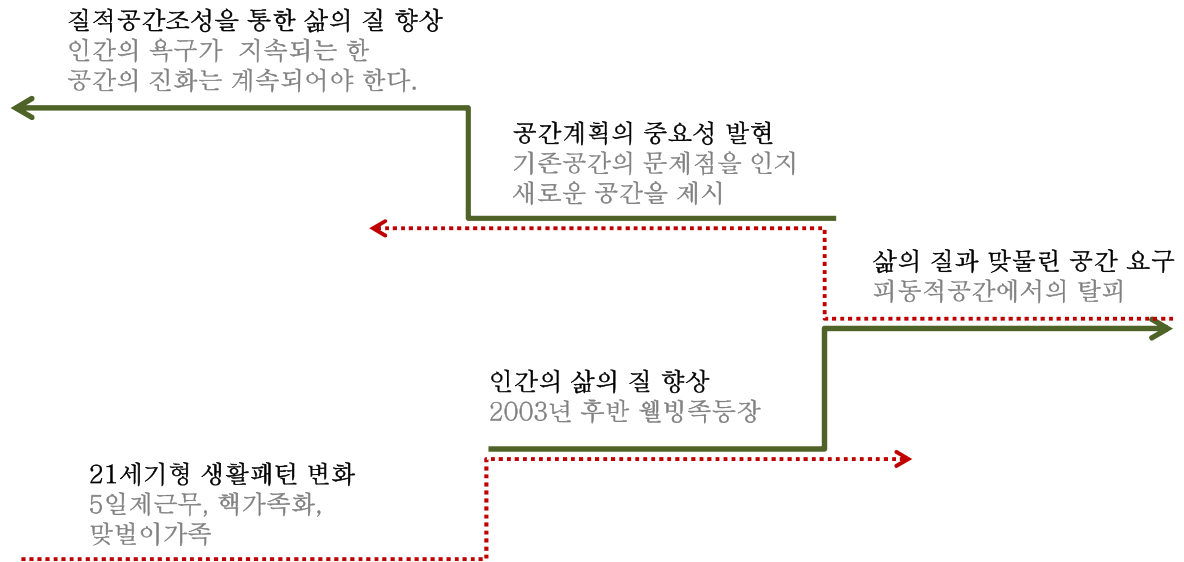 질적공간조성을 통한 삶의 질 향상
인간의 욕구가 지속되는 한
공간의 진화는 계속되어야 한다.
공간계획의 중요성 발현
기존공간의 문제점을 인지
새로운 공간을 제시
삶의 질과 맞물린 공간 요구
피동적공간에서의 탈피
인간의 삶의 질 향상
2003년 후반 웰빙족등장
21세기형 생활패턴 변화
5일제근무, 핵가족화,
맞벌이가족